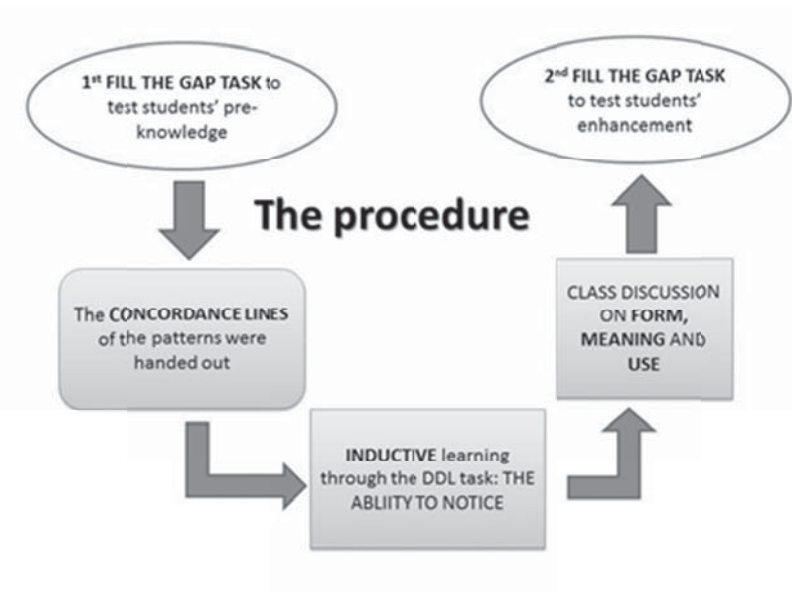 1st FILL THE GAP TASK to
test students' pre-
knowledge
2nd FILL THE GAP TASK
to test students'
enhancement
The procedure
The CONCORDANCE LINES
of the patterns were
handed out
CLASS DISCUSSION
ON FORM,
MEANING AND
USE
INDUCTIVE learning
through the DDL task: THE
ABLIITY TO NOTICE